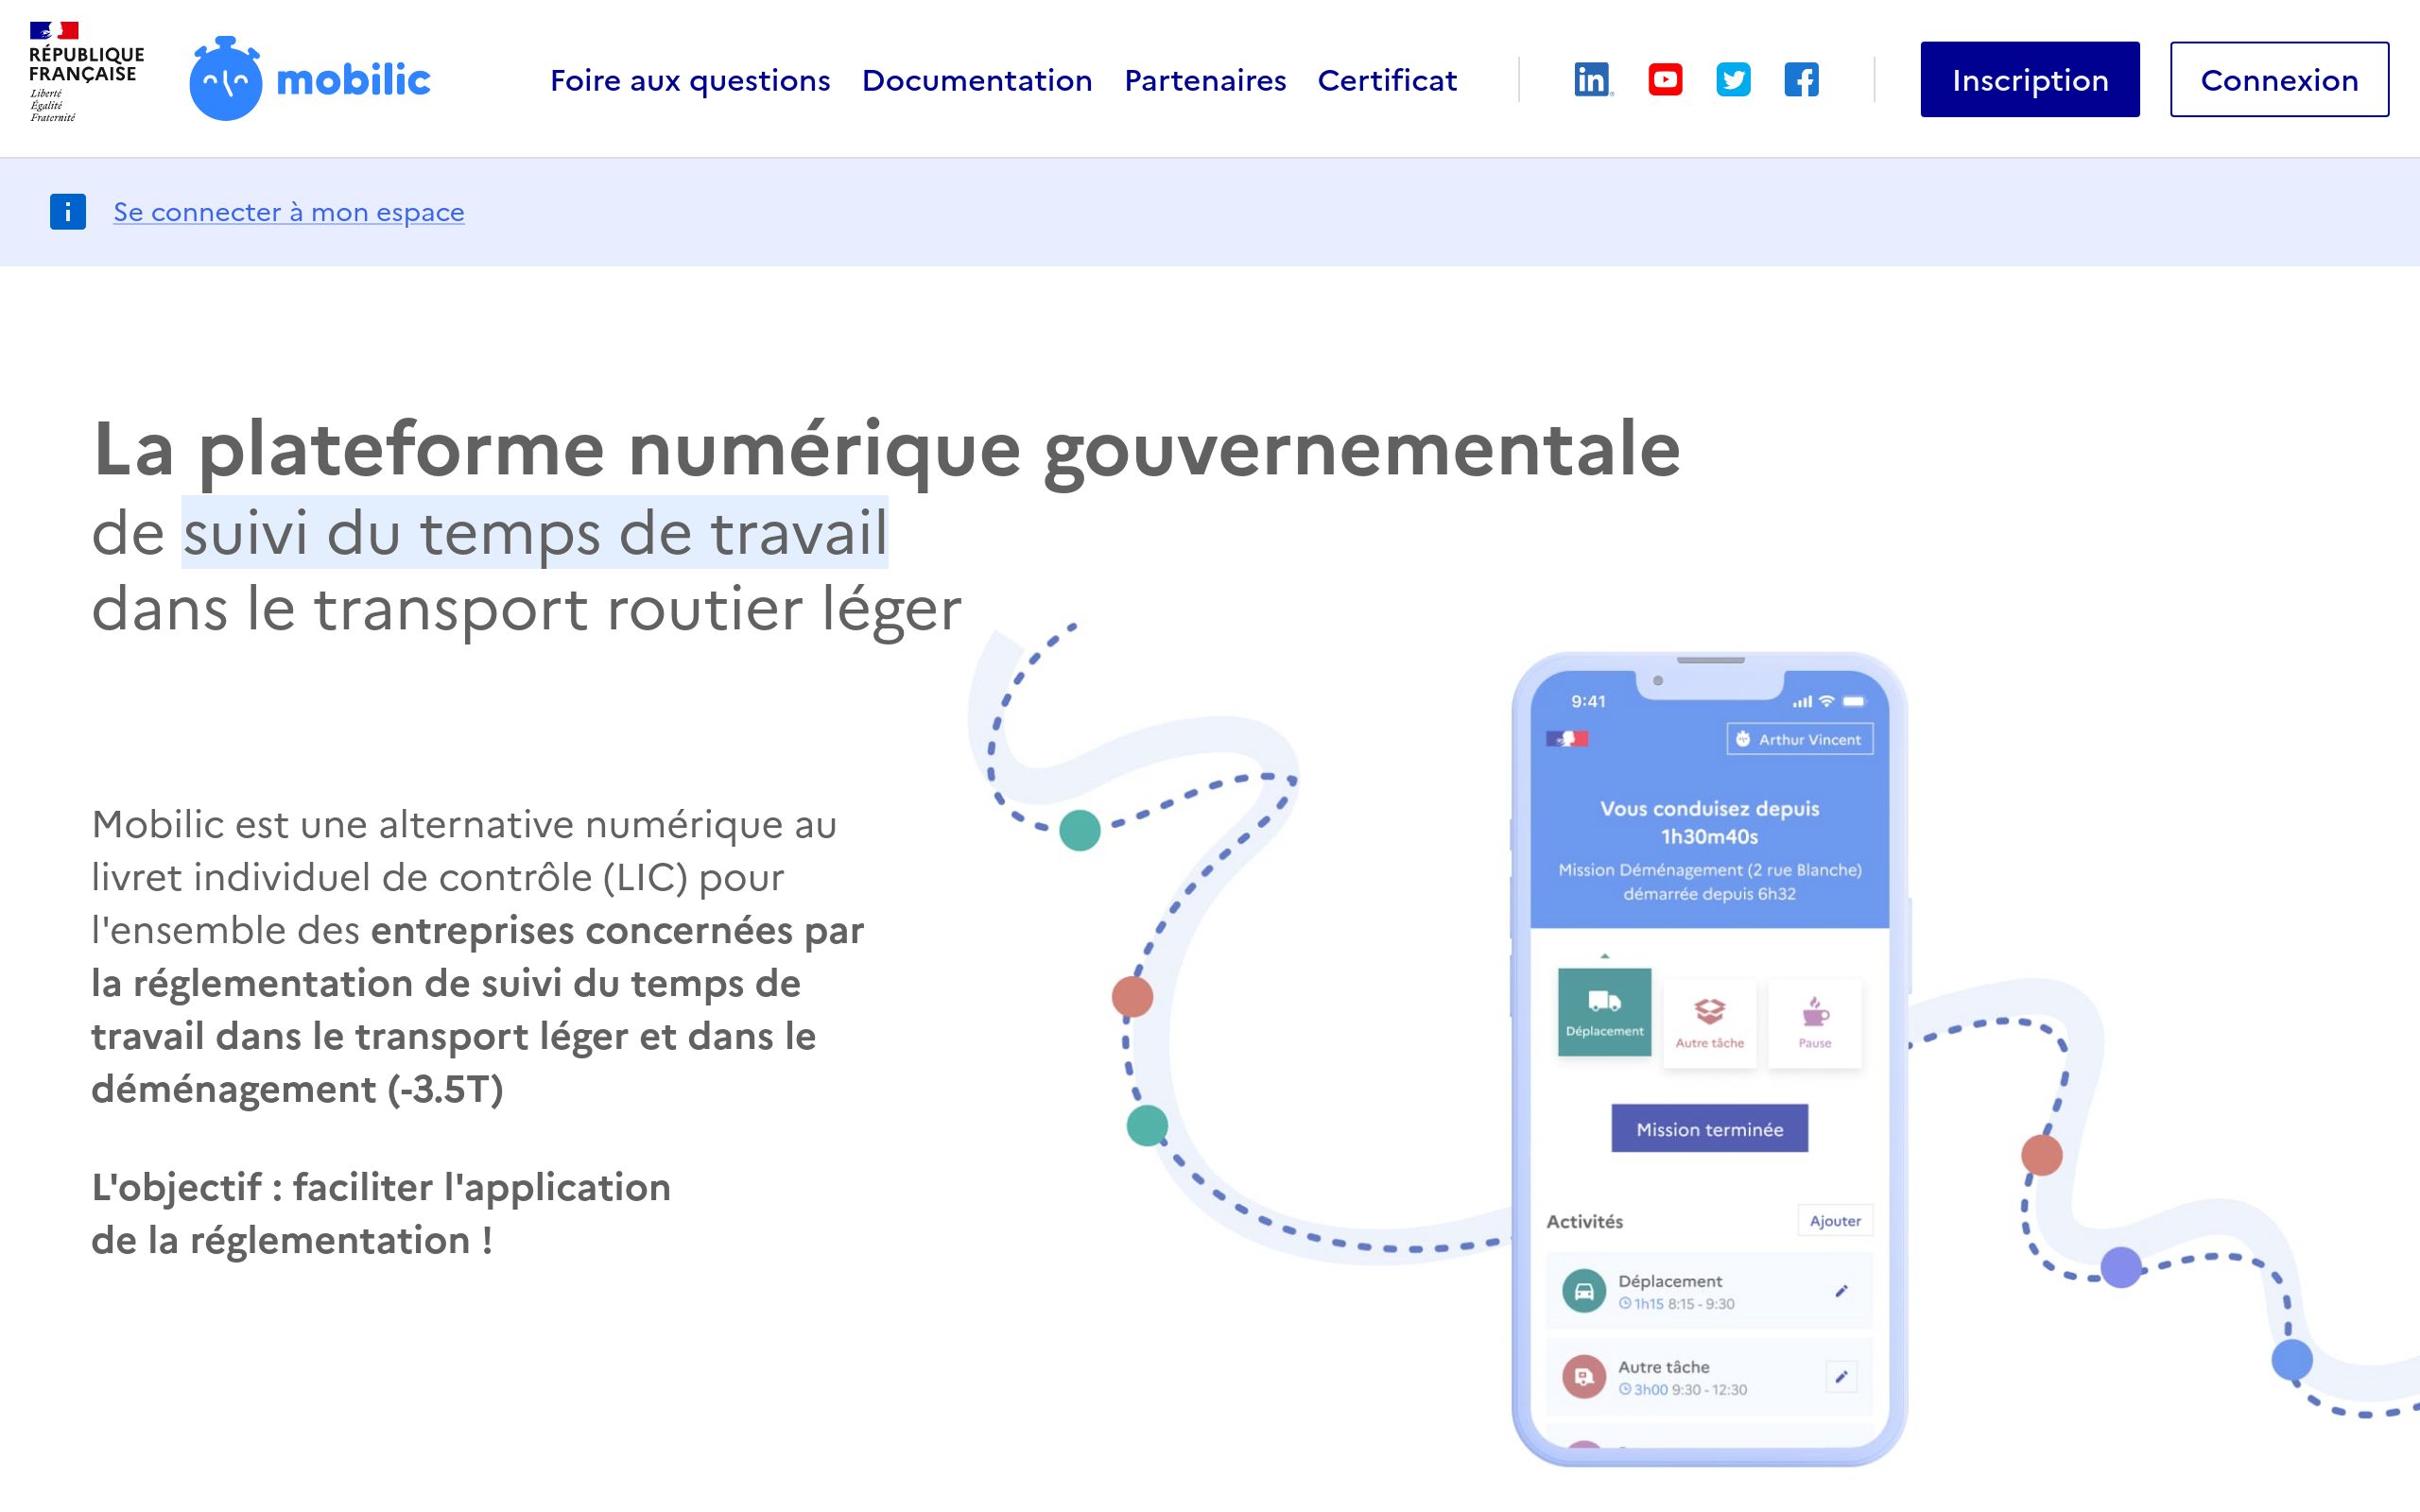 RÉPUBLIQUE
FRANÇAISE
Liberté
Égalité
Fraternité
mobilic
Foire aux questions Documentation Partenaires Certificat
in
Inscription
Connexion
Se connecter à mon espace
La plateforme numérique gouvernementale
de suivi du temps de travail
dans le transport routier léger
Mobilic est une alternative numérique au
livret individuel de contrôle (LIC) pour
l'ensemble des entreprises concernées par
la réglementation de suivi du temps de
travail dans le transport léger et dans le
déménagement (-3.5T)
L'objectif : faciliter l'application
de la réglementation !
9:41
Arthur Vincent
Vous conduisez depuis
1h30m40s
Mission Déménagement (2 rue Blanche)
démarrée depuis 6h32
Déplacement
Autre tâche
Pause
Mission terminée
Activités
Ajouter
Déplacement
1h15 8:15 - 9:30
Autre tâche
3h00 9:30 - 12:30